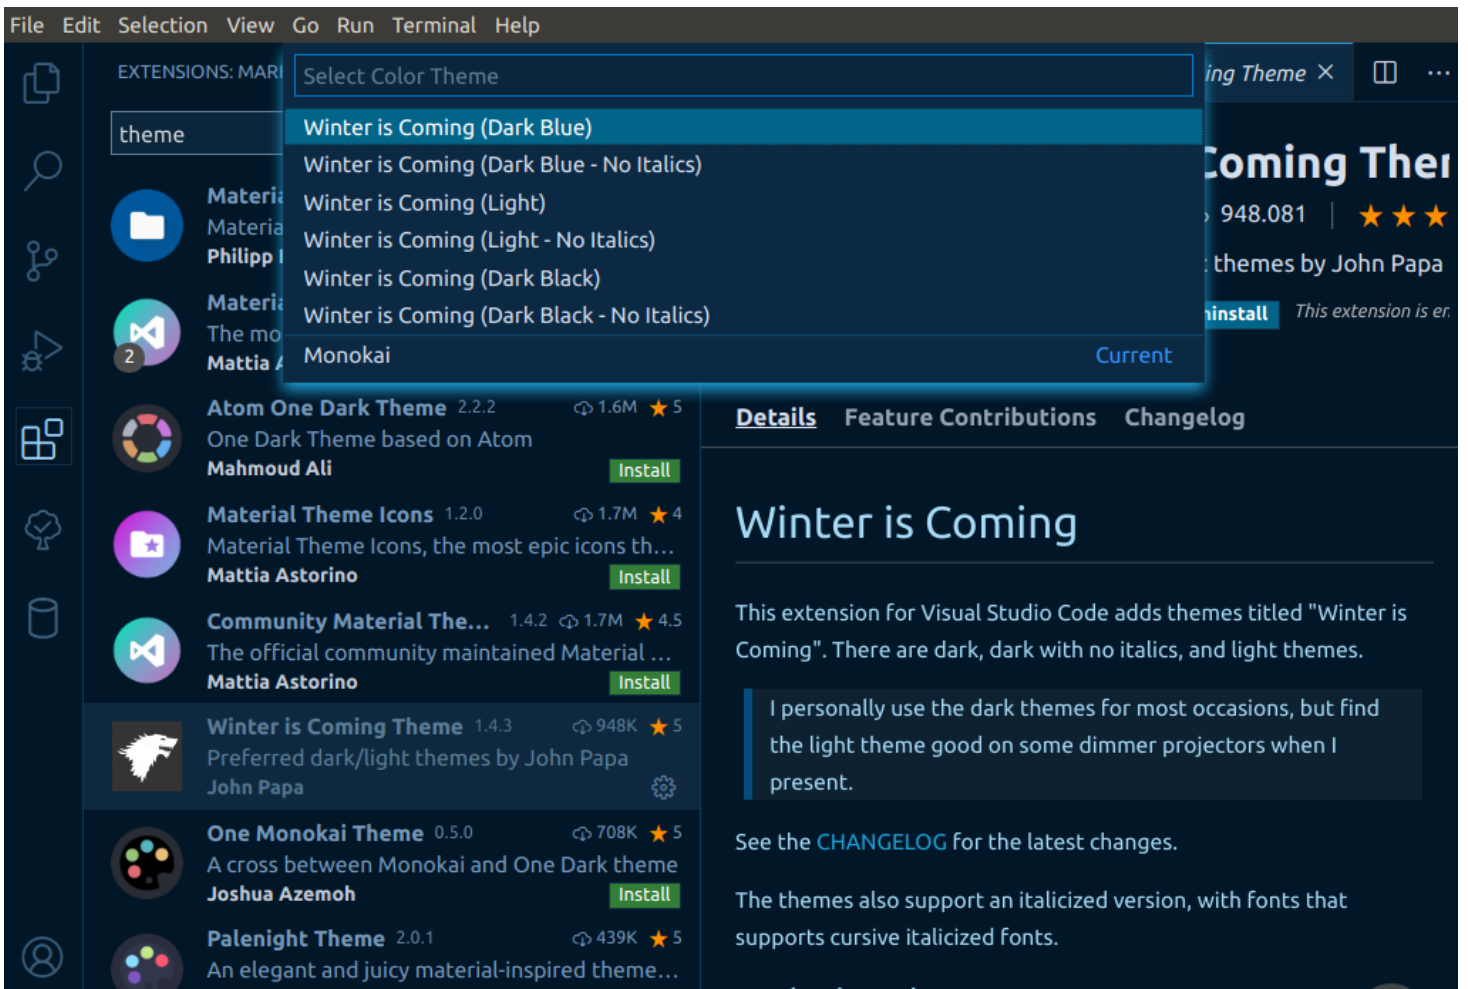 File Edit Selection View Go Run Terminal Help
EXTENSIONS:
theme
Select Color Theme
Winter is Coming (Dark Blue)
Winter is Coming (Dark Blue - No Italics)
Winter is Coming (Light)
Winter is Coming (Light - No Italics)
Winter is Coming (Dark Black)
Winter is Coming (Dark Black - No Italics)
Monokai Current
Philipp
The mo
Mattia
2
Atom One Dark Theme 2.2.2 1.6M ★ 5
One Dark Theme based on Atom
Mahmoud Ali Install
Material Theme Icons 1.2.0 1.7M ★ 4
Material Theme Icons, the most epic icons th...
Mattia Astorino Install
Community Material The... 1.4.2 1.7M ★ 4.5
The official community maintained Material ...
Mattia Astorino Install
Winter is Coming Theme 1.4.3 948K ★ 5
Preferred dark/light themes by John Papa
John Papa
One Monokai Theme 0.5.0 708K ★ 5
A cross between Monokai and One Dark theme
Joshua Azemoh Install
Palenight Theme 2.0.1 439K ★ 5
An elegant and juicy material-inspired theme...
ing Theme
Coming Ther
948.081 | ★ ★ ★
themes by John Papa
ninstall This extension is en
Details Feature Contributions Changelog
Winter is Coming
This extension for Visual Studio Code adds themes titled "Winter is
Coming". There are dark, dark with no italics, and light themes.
I personally use the dark themes for most occasions, but find
the light theme good on some dimmer projectors when I
present.
See the CHANGELOG for the latest changes.
The themes also support an italicized version, with fonts that
supports cursive italicized fonts.